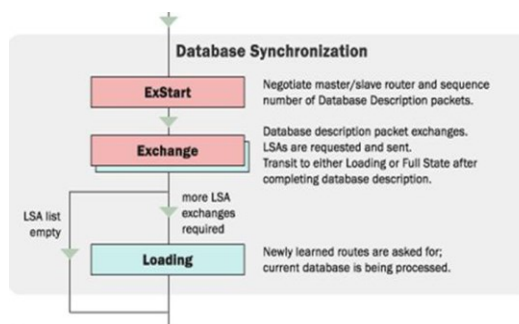 Database Synchronization
ExStart
Negotiate master/slave router and sequence
number of Database Description packets.
Exchange
Database description packet exchanges.
LSAs are requested and sent.
Transit to either Loading or Full State after
completing database description.
LSA list
empty
more LSA
exchanges
required
Loading
Newly learned routes are asked for;
current database is being processed.